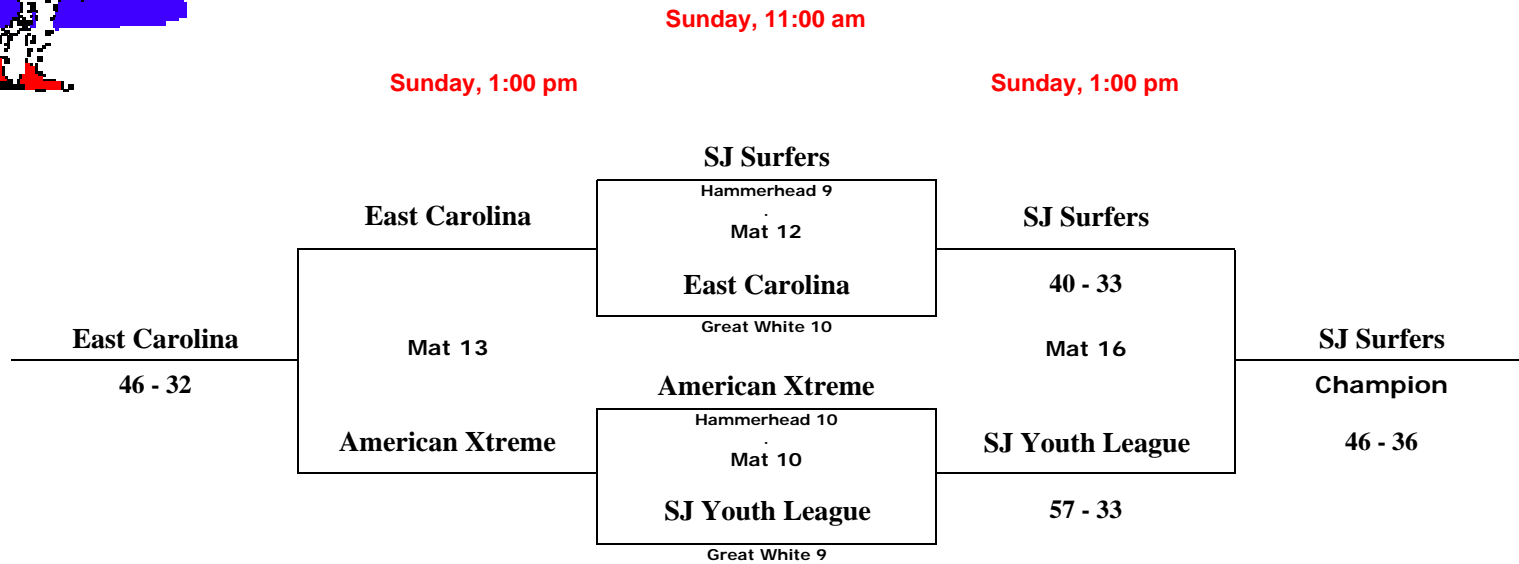 Sunday, 11:00 am
Sunday, 1:00 pm
Sunday, 1:00 pm
SJ Surfers
Hammerhead 9
.
Mat 12
East Carolina
SJ Surfers
East Carolina
40 - 33
Great White 10
East Carolina
Mat 13
Mat 16
SJ Surfers
46 - 32
American Xtreme
Champion
Hammerhead 10
.
Mat 10
American Xtreme
SJ Youth League
46 - 36
SJ Youth League
57 - 33
Great White 9